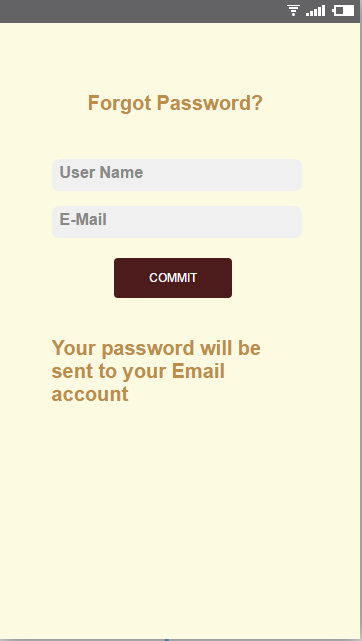 Forgot Password?
User Name
E-Mail
COMMIT
Your password will be
sent to your Email
account